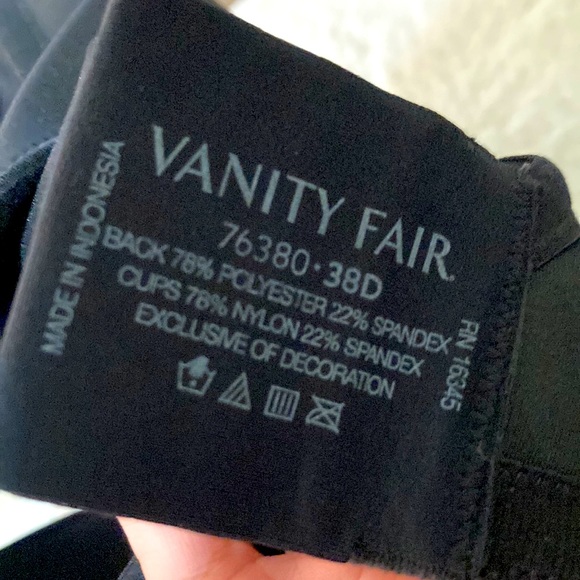 VANITY FAIR
76380 · 38D
BACK 78% POLYESTER 22% SPANDEX
CUPS 78% NYLON 22% SPANDEX
EXCLUSIVE OF DECORATION
MADE IN INDONESIA
RN 16345